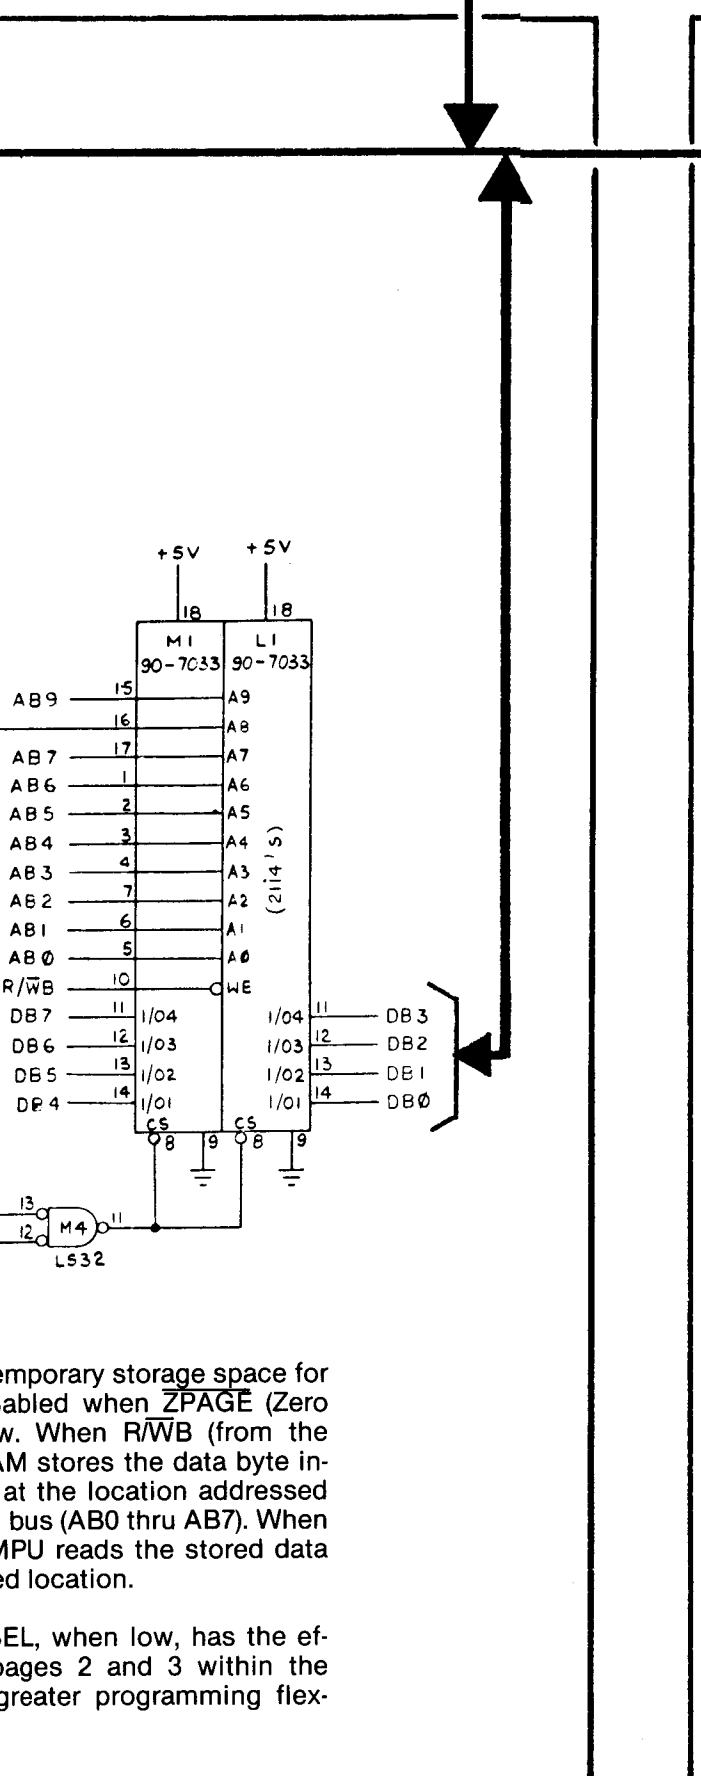 +5V +5V
18 18
M1 L1
90-7033 90-7033
AB9 15 A9
16 A8
AB7 17 A7
AB6 1 A6
AB5 2 A5
AB4 3 A4
AB3 4 A3
AB2 7 A2
AB1 6 A1
ABØ 5 AØ
(2114'S)
R/W̅B 10 WE
DB7 11 I/O4 I/O4 11 DB3
DB6 12 I/O3 I/O3 12 DB2
DB5 13 I/O2 I/O2 13 DB1
DB4 14 I/O1 I/O1 14 DBØ
CS CS
8 9 8 9
13
12 M4 11
LS32
emporary storage space for
abled when Z̅P̅A̅G̅E̅ (Zero
w. When R/W̅B (from the
AM stores the data byte in-
at the location addressed
bus (AB0 thru AB7). When
MPU reads the stored data
ed location.
EL, when low, has the ef-
pages 2 and 3 within the
greater programming flex-